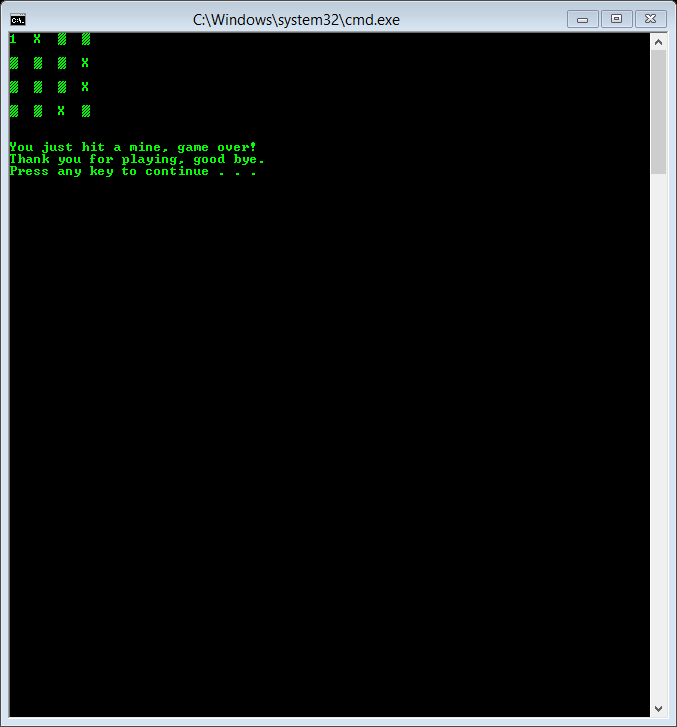 C:\Windows\system32\cmd.exe
1 X ▒ ▒
▒ ▒ ▒ X
▒ ▒ ▒ X
▒ ▒ X ▒
You just hit a mine, game over!
Thank you for playing, good bye.
Press any key to continue . . .